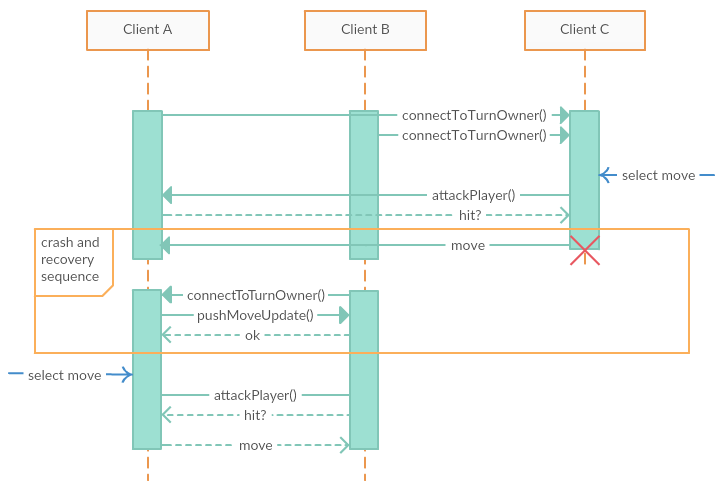 Client A
Client B
Client C
connectToTurnOwner()
connectToTurnOwner()
select move
attackPlayer()
hit?
crash and
recovery
sequence
move
connectToTurnOwner()
pushMoveUpdate()
ok
select move
attackPlayer()
hit?
move